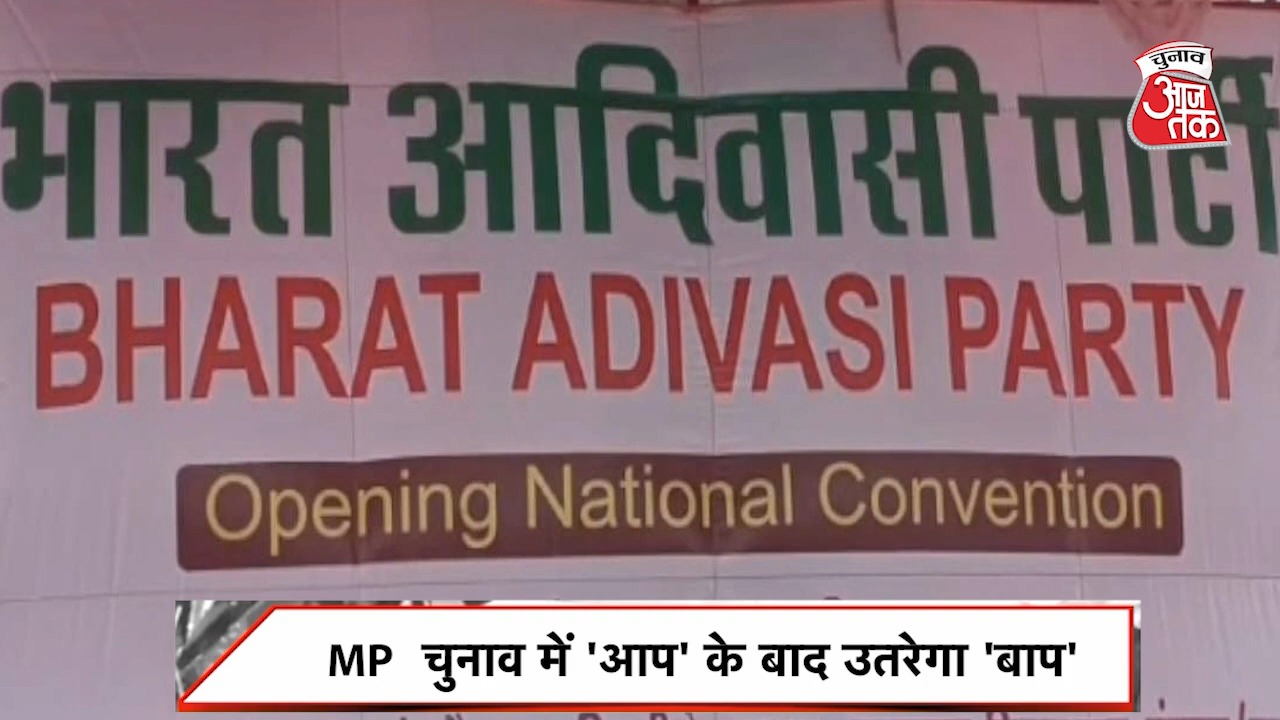 चुनाव
आज
तक
भारत आदिवासी पार्टी
BHARAT ADIVASI PARTY
Opening National Convention
MP चुनाव में 'आप' के बाद उतरेगा 'बाप'